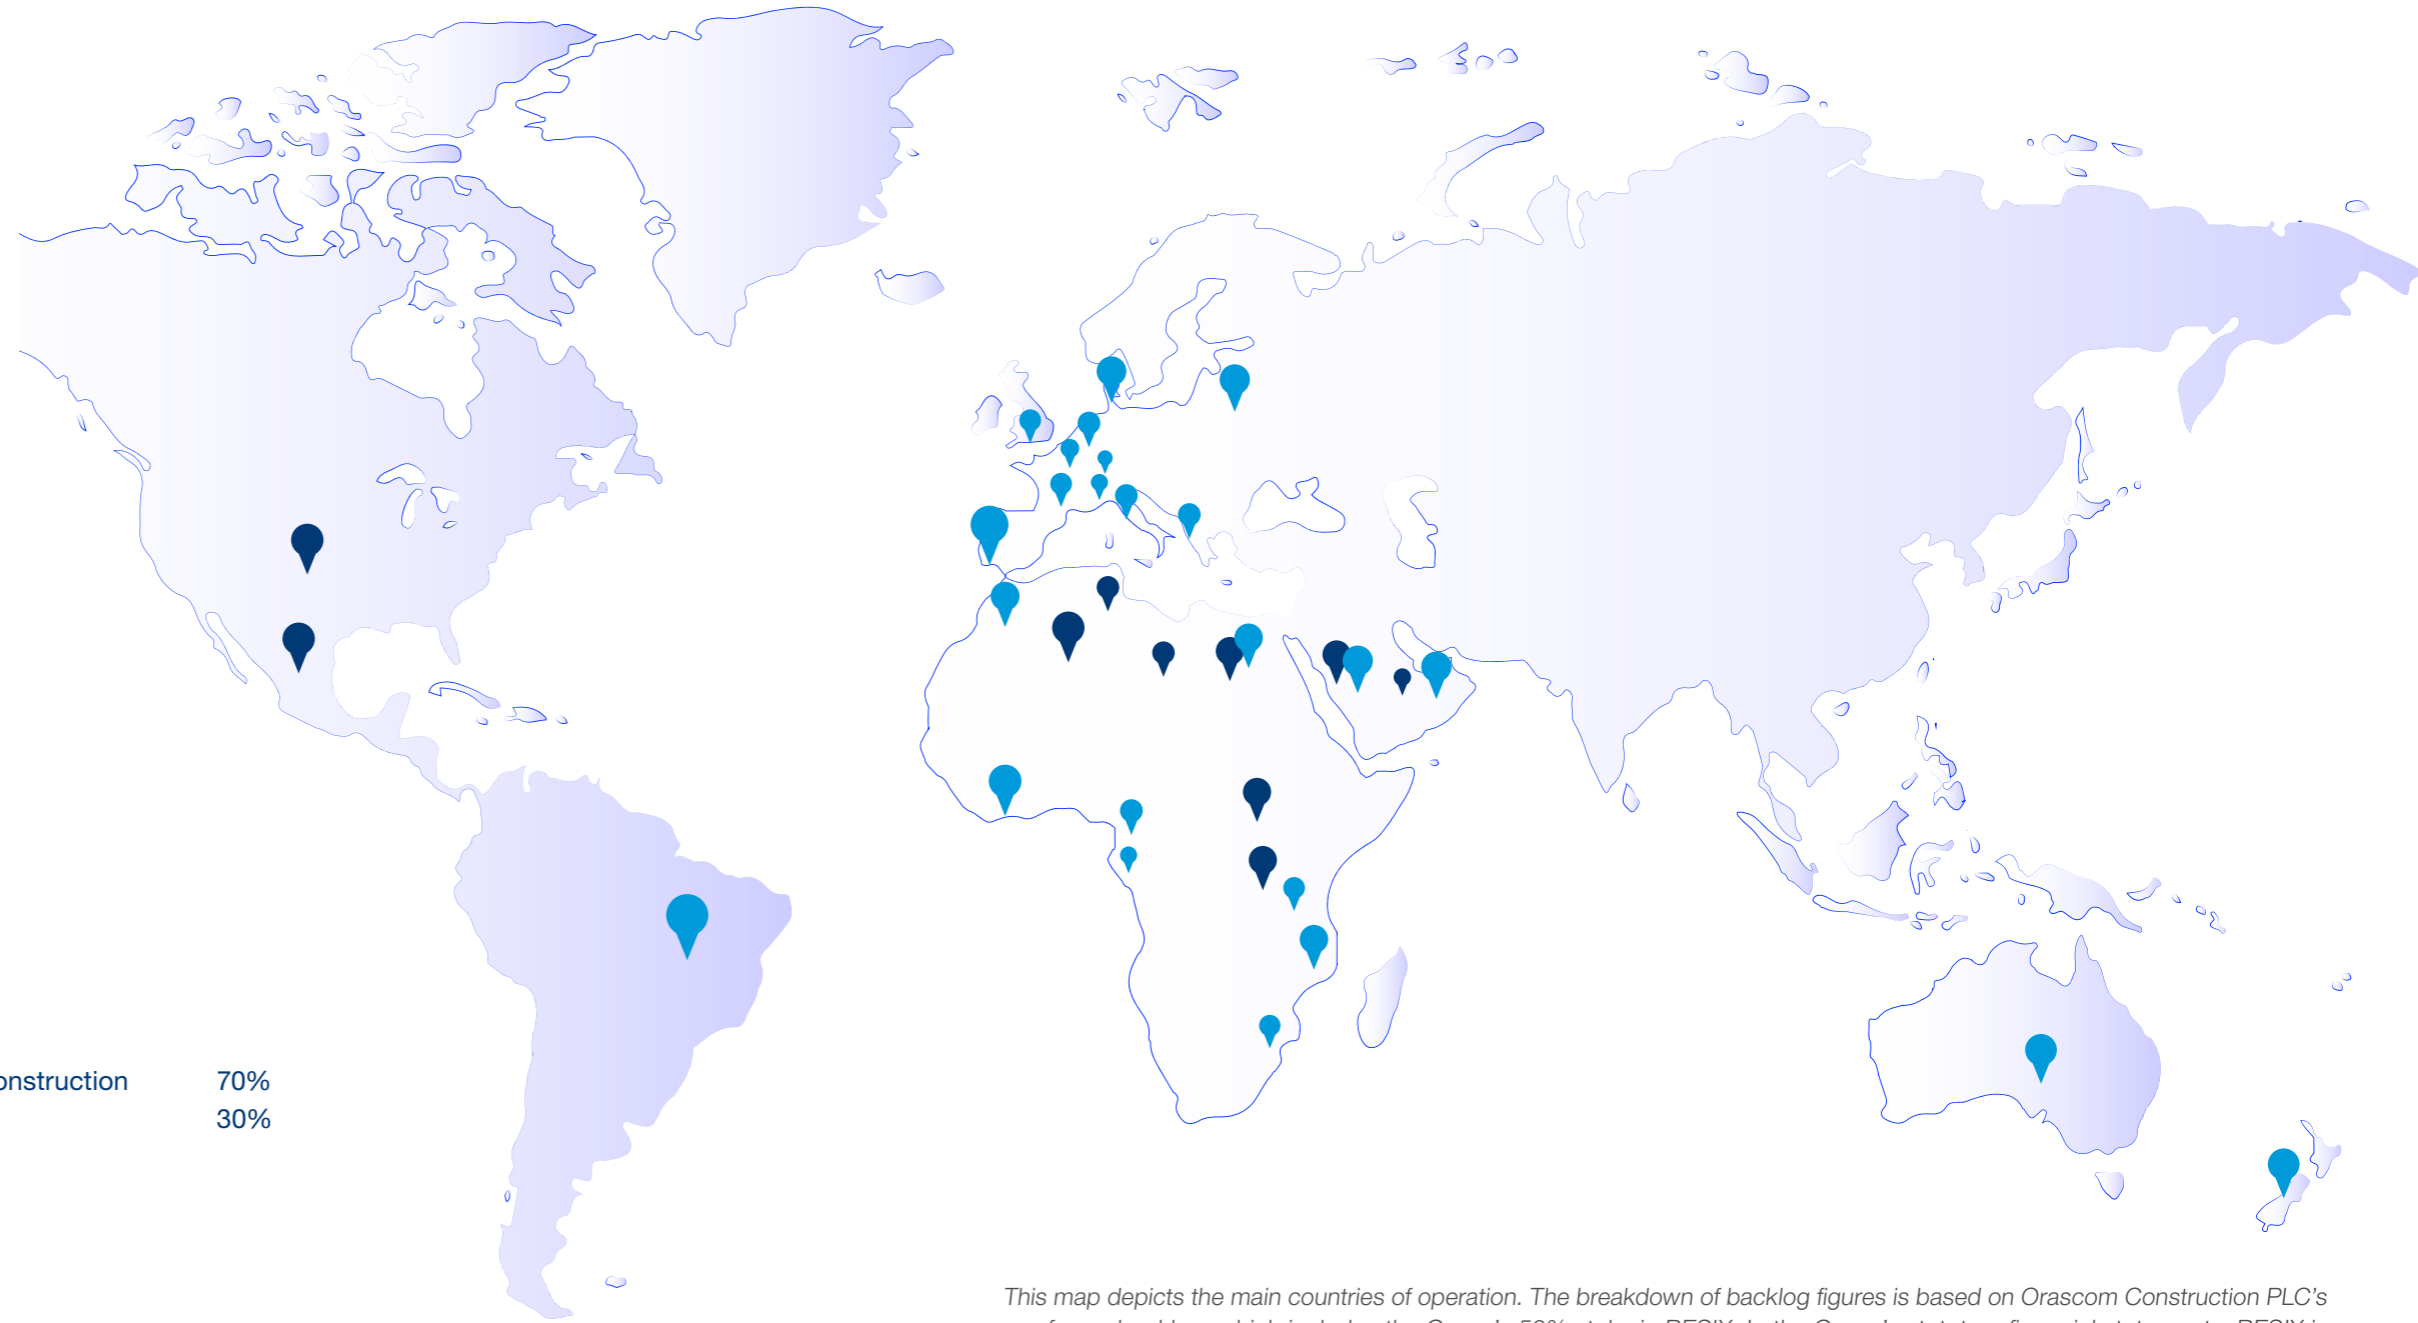 onstruction 70%
30%
This map depicts the main countries of operation. The breakdown of backlog figures is based on Orascom Construction PLC’s